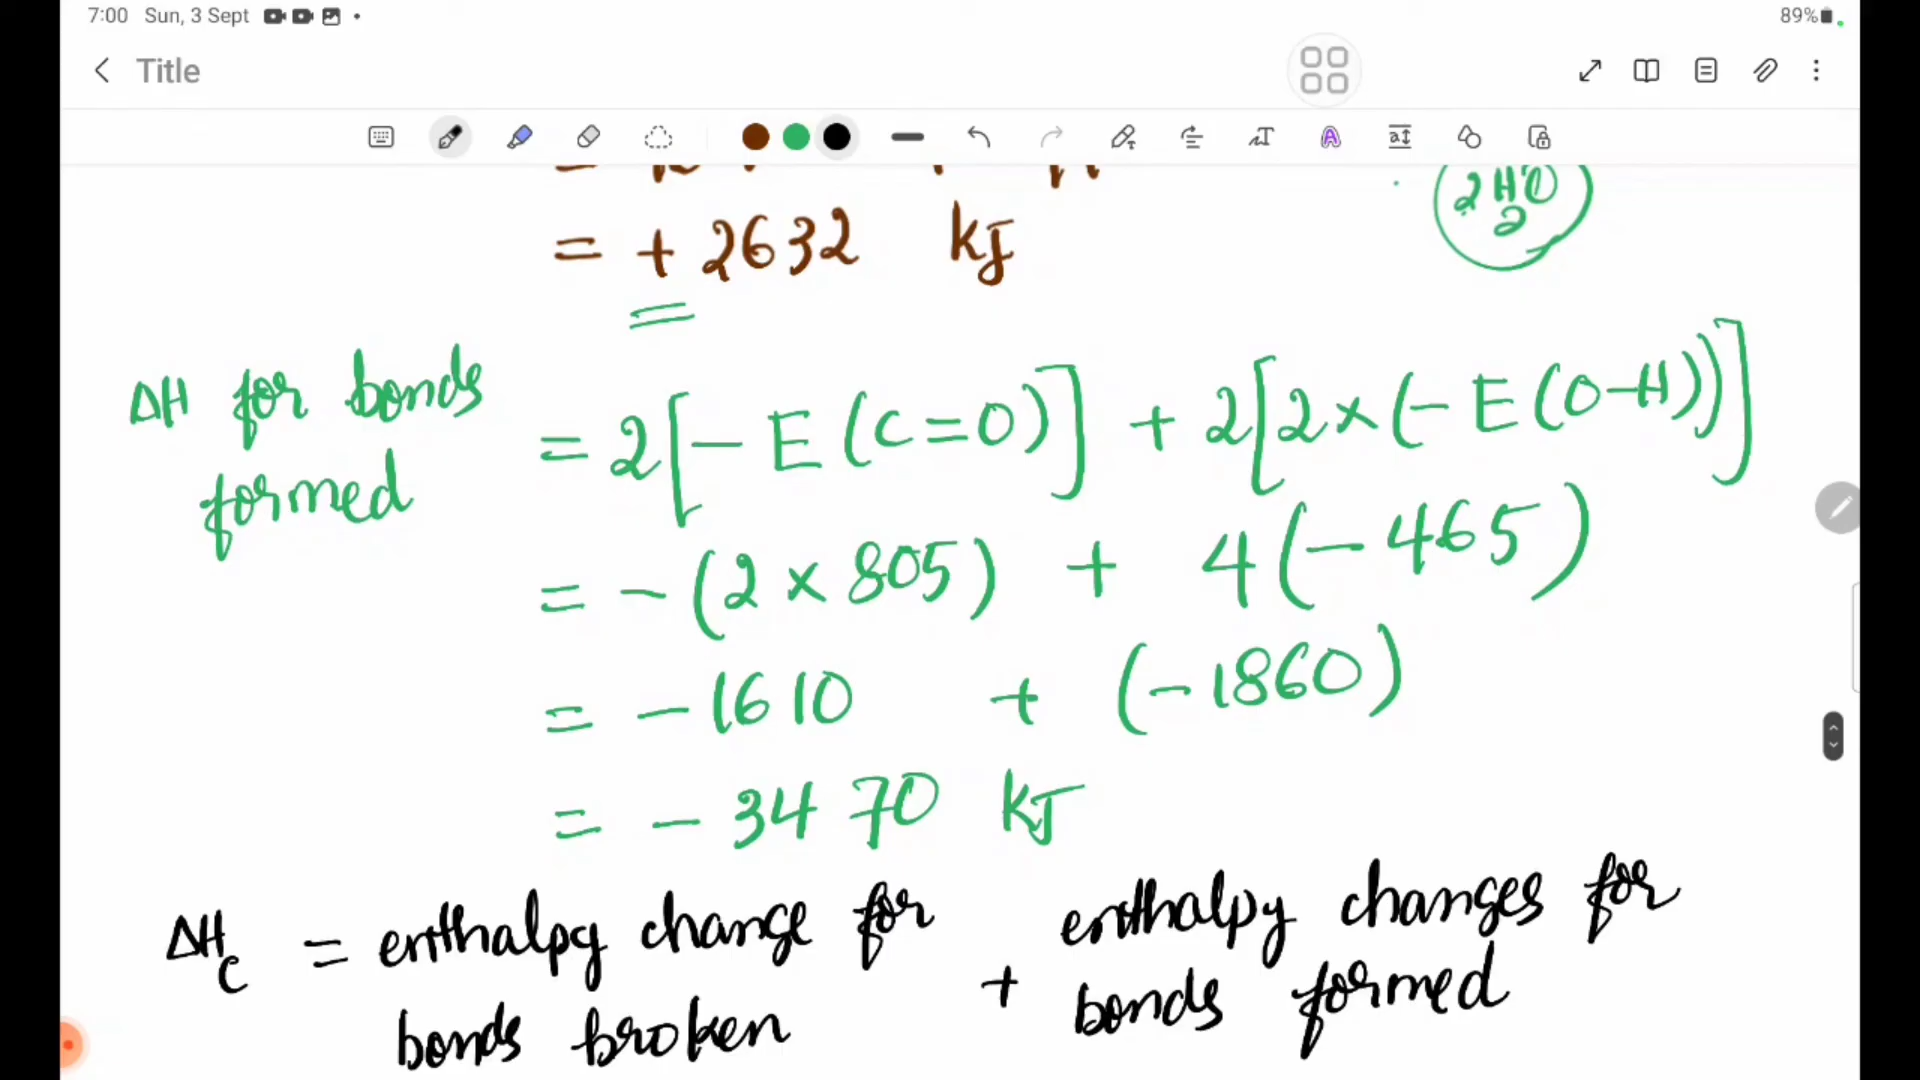 7:00 Sun, 3 Sept 89%
Title
= + 2632 kJ
2H2O
ΔH for bonds formed
= 2[- E (C=O)] + 2[2×(- E(O-H))]
= - (2 × 805) + 4(- 465)
= - 1610 + (- 1860)
= - 3470 kJ
ΔHc = enthalpy change for bonds broken + enthalpy changes for bonds formed